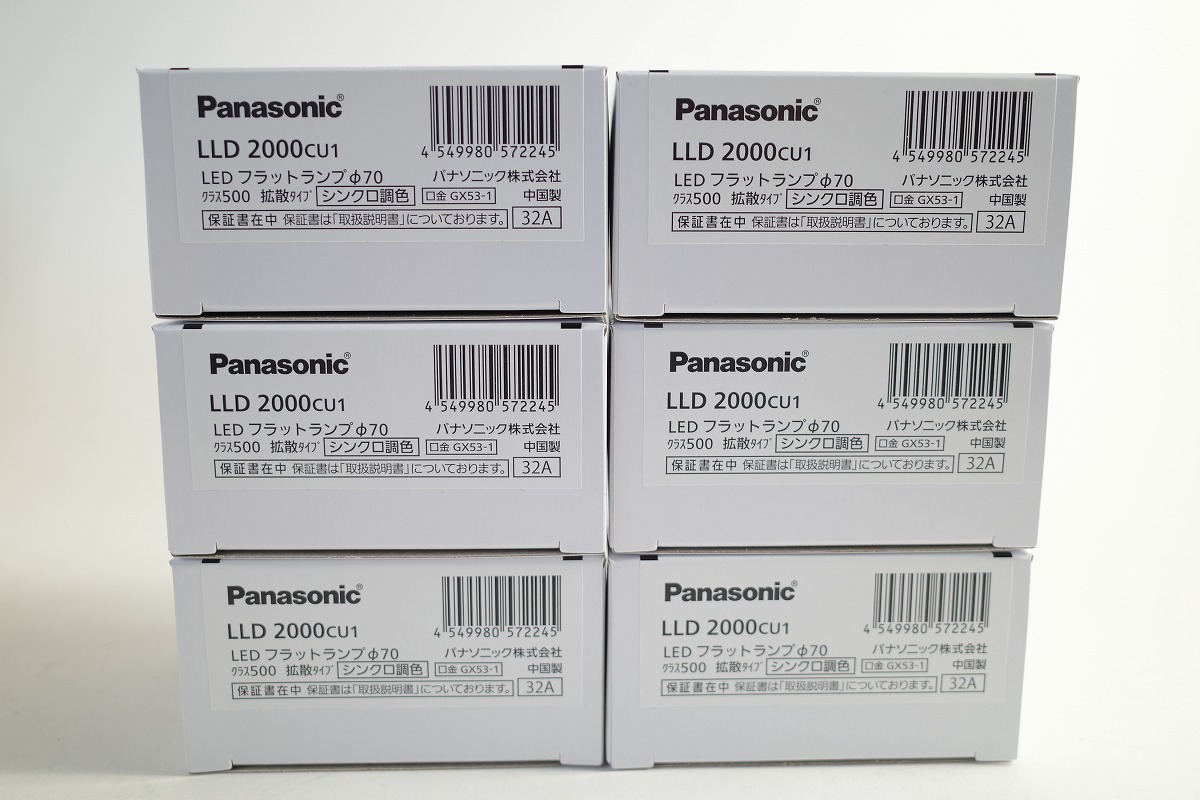 Panasonic®
LLD 2000CU1
4 549980 572245
LED フラットランプφ70 パナソニック株式会社
クラス500 拡散タイプ シンクロ調色 口金 GX53-1 中国製
保証書在中 保証書は「取扱説明書」についております。 32A
Panasonic®
LLD 2000CU1
4 549980 572245
LED フラットランプφ70 パナソニック株式会社
クラス500 拡散タイプ シンクロ調色 口金 GX53-1 中国製
保証書在中 保証書は「取扱説明書」についております。 32A
Panasonic®
LLD 2000CU1
4 549980 572245
LED フラットランプφ70 パナソニック株式会社
クラス500 拡散タイプ シンクロ調色 口金 GX53-1 中国製
保証書在中 保証書は「取扱説明書」についております。 32A
Panasonic®
LLD 2000CU1
4 549980 572245
LED フラットランプφ70 パナソニック株式会社
クラス500 拡散タイプ シンクロ調色 口金 GX53-1 中国製
保証書在中 保証書は「取扱説明書」についております。 32A
Panasonic®
LLD 2000CU1
4 549980 572245
LED フラットランプφ70 パナソニック株式会社
クラス500 拡散タイプ シンクロ調色 口金 GX53-1 中国製
保証書在中 保証書は「取扱説明書」についております。 32A
Panasonic®
LLD 2000CU1
4 549980 572245
LED フラットランプφ70 パナソニック株式会社
クラス500 拡散タイプ シンクロ調色 口金 GX53-1 中国製
保証書在中 保証書は「取扱説明書」についております。 32A